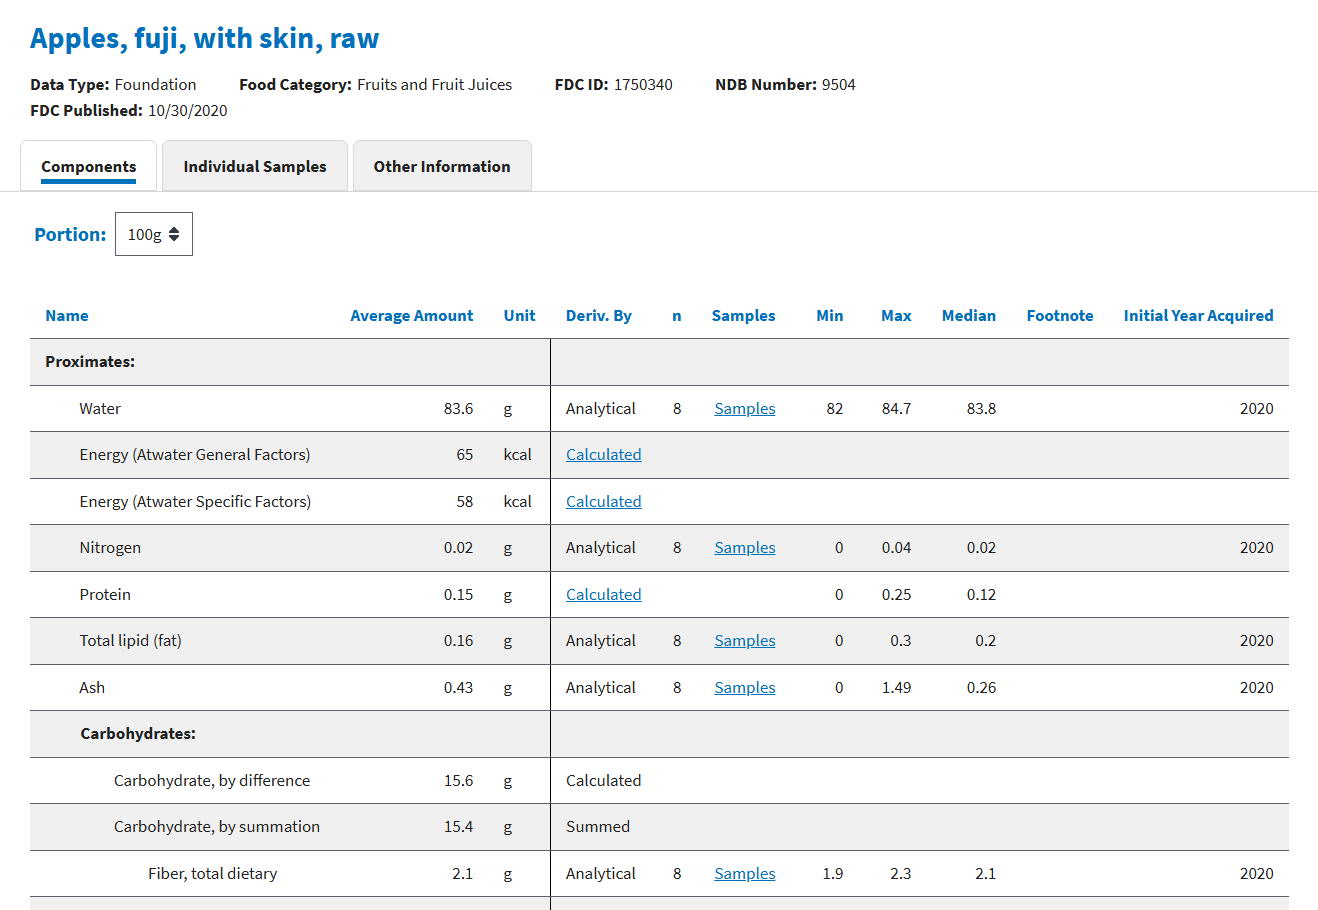 Apples, fuji, with skin, raw
Data Type: Foundation Food Category: Fruits and Fruit Juices FDC ID: 1750340 NDB Number: 9504
FDC Published: 10/30/2020
Components Individual Samples Other Information
Portion: 100g
Name Average Amount Unit Deriv. By n Samples Min Max Median Footnote Initial Year Acquired
Proximates:
Water 83.6 g Analytical 8 Samples 82 84.7 83.8 2020
Energy (Atwater General Factors) 65 kcal Calculated
Energy (Atwater Specific Factors) 58 kcal Calculated
Nitrogen 0.02 g Analytical 8 Samples 0 0.04 0.02 2020
Protein 0.15 g Calculated 0 0.25 0.12
Total lipid (fat) 0.16 g Analytical 8 Samples 0 0.3 0.2 2020
Ash 0.43 g Analytical 8 Samples 0 1.49 0.26 2020
Carbohydrates:
Carbohydrate, by difference 15.6 g Calculated
Carbohydrate, by summation 15.4 g Summed
Fiber, total dietary 2.1 g Analytical 8 Samples 1.9 2.3 2.1 2020